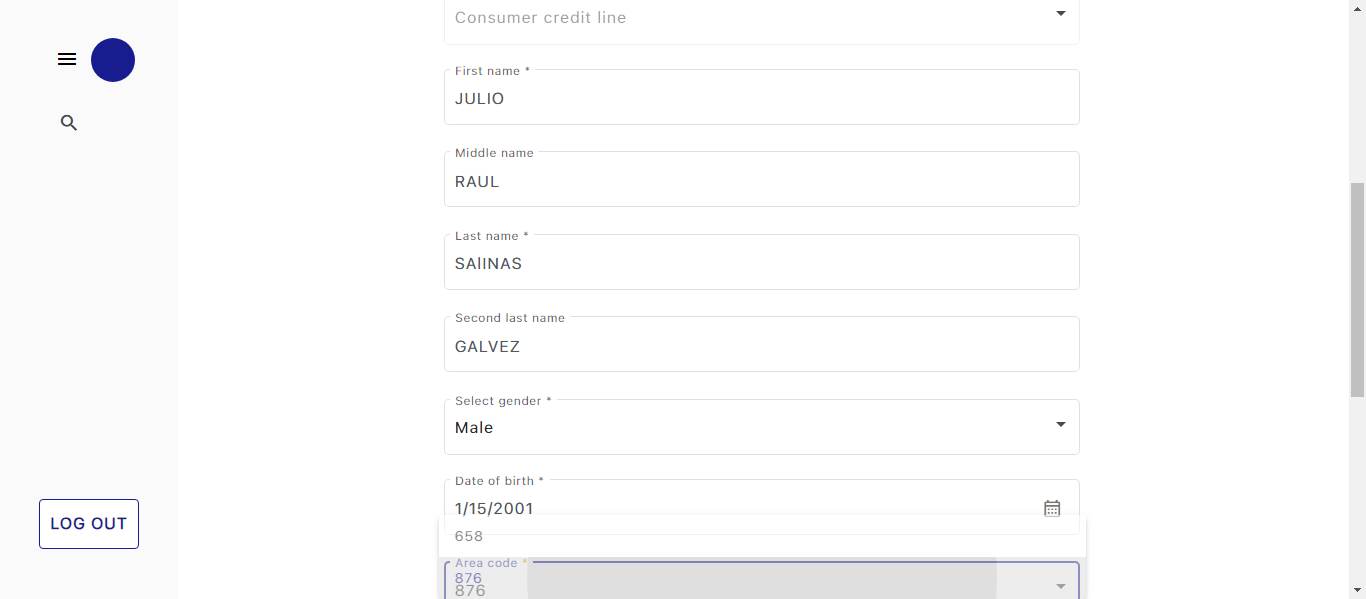 Consumer credit line
First name *
JULIO
Middle name
RAUL
Last name *
SAlINAS
Second last name
GALVEZ
Select gender *
Male
Date of birth *
1/15/2001
658
Area code *
876
876
LOG OUT